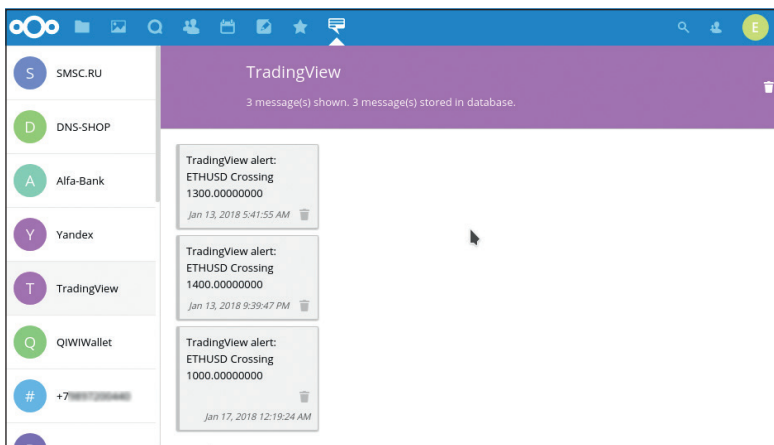 E
S
SMSC.RU
D
DNS-SHOP
A
Alfa-Bank
Y
Yandex
T
TradingView
Q
QIWIWallet
#
+7
TradingView
3 message(s) shown. 3 message(s) stored in database.
TradingView alert:
ETHUSD Crossing
1300.00000000
Jan 13, 2018 5:41:55 AM
TradingView alert:
ETHUSD Crossing
1400.00000000
Jan 13, 2018 9:39:47 PM
TradingView alert:
ETHUSD Crossing
1000.00000000
Jan 17, 2018 12:19:24 AM